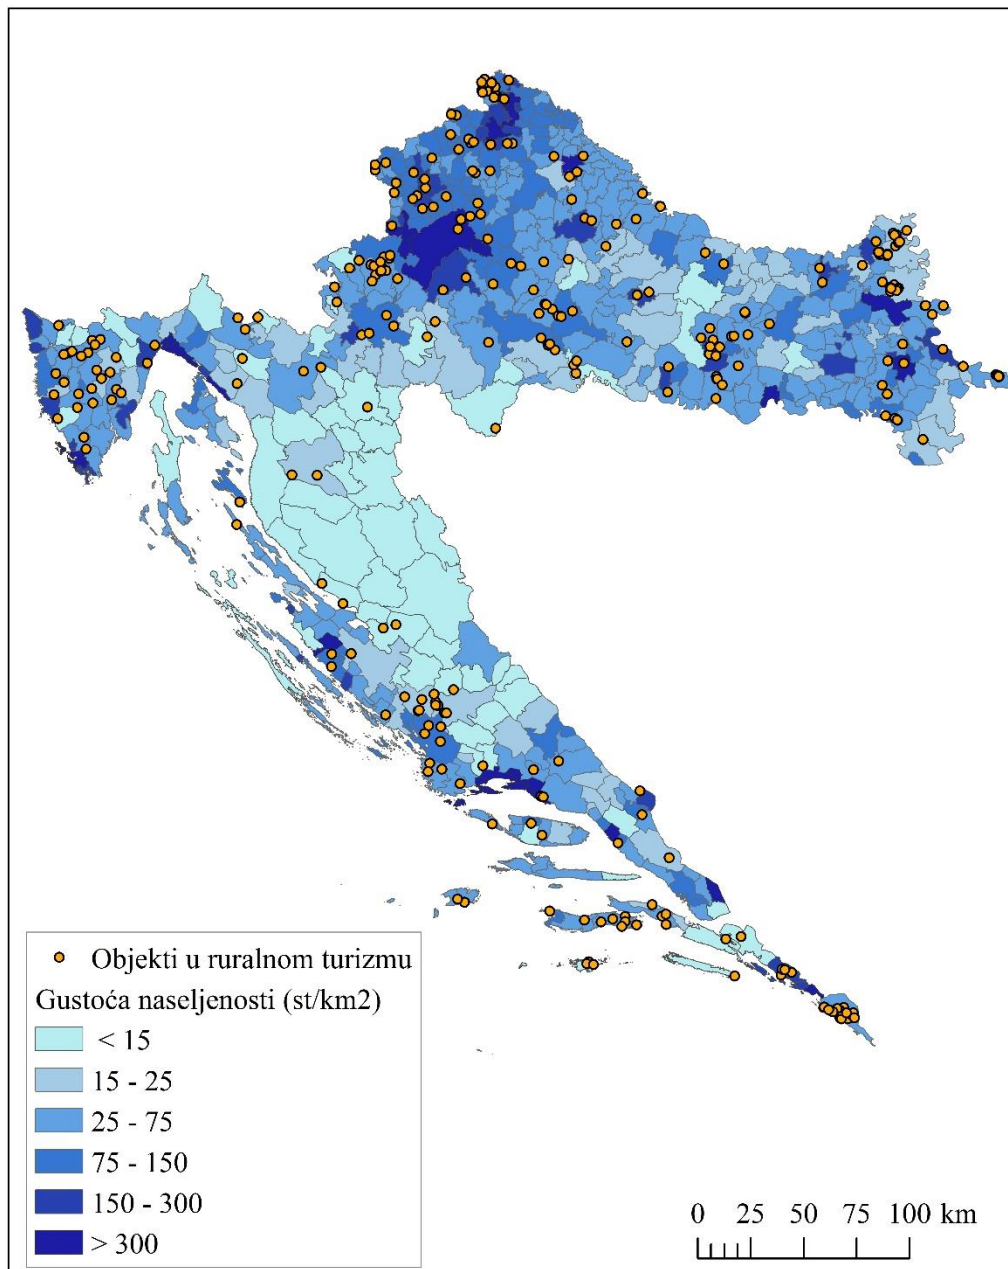 Objekti u ruralnom turizmu
Gustoća naseljenosti (st/km2)
< 15
15 - 25
25 - 75
75 - 150
150 - 300
> 300
0 25 50 75 100 km